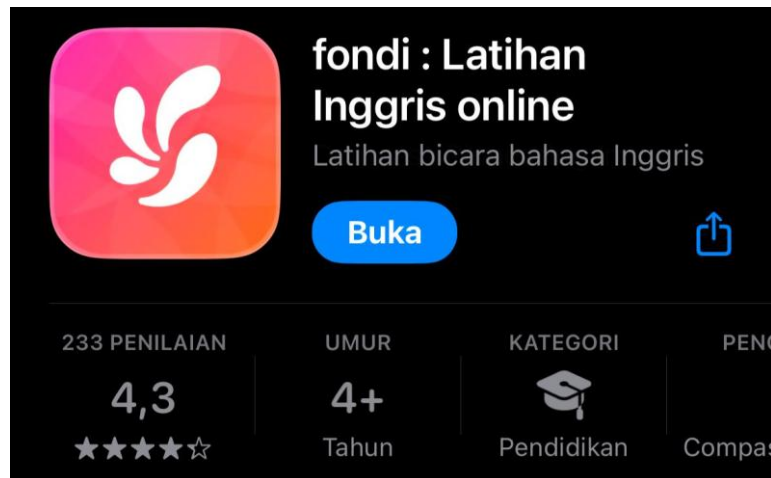 fondi : Latihan
Inggris online
Latihan bicara bahasa Inggris
Buka
233 PENILAIAN UMUR KATEGORI
4,3 4+
Tahun Pendidikan